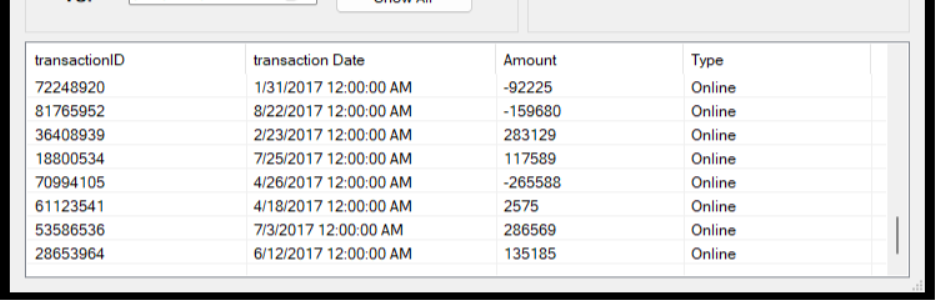 Show All
transactionID transaction Date Amount Type
72248920 1/31/2017 12:00:00 AM -92225 Online
81765952 8/22/2017 12:00:00 AM -159680 Online
36408939 2/23/2017 12:00:00 AM 283129 Online
18800534 7/25/2017 12:00:00 AM 117589 Online
70994105 4/26/2017 12:00:00 AM -265588 Online
61123541 4/18/2017 12:00:00 AM 2575 Online
53586536 7/3/2017 12:00:00 AM 286569 Online
28653964 6/12/2017 12:00:00 AM 135185 Online